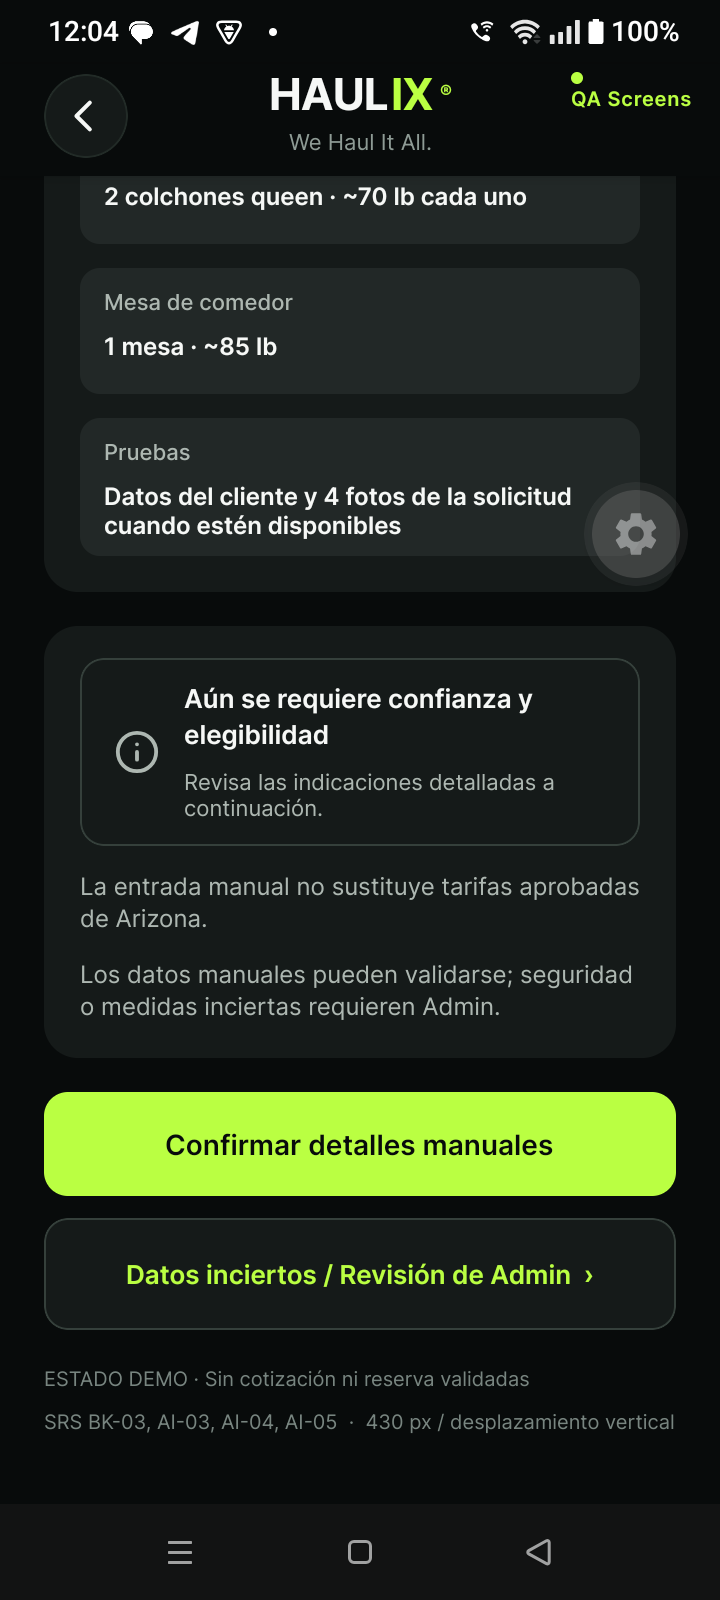 12:04
100%
HAULIX ®
QA Screens
We Haul It All.
2 colchones queen · ~70 lb cada uno
Mesa de comedor
1 mesa · ~85 lb
Pruebas
Datos del cliente y 4 fotos de la solicitud
cuando estén disponibles
Aún se requiere confianza y
elegibilidad
Revisa las indicaciones detalladas a
continuación.
La entrada manual no sustituye tarifas aprobadas
de Arizona.
Los datos manuales pueden validarse; seguridad
o medidas inciertas requieren Admin.
Confirmar detalles manuales
Datos inciertos / Revisión de Admin ›
ESTADO DEMO · Sin cotización ni reserva validadas
SRS BK-03, AI-03, AI-04, AI-05 · 430 px / desplazamiento vertical